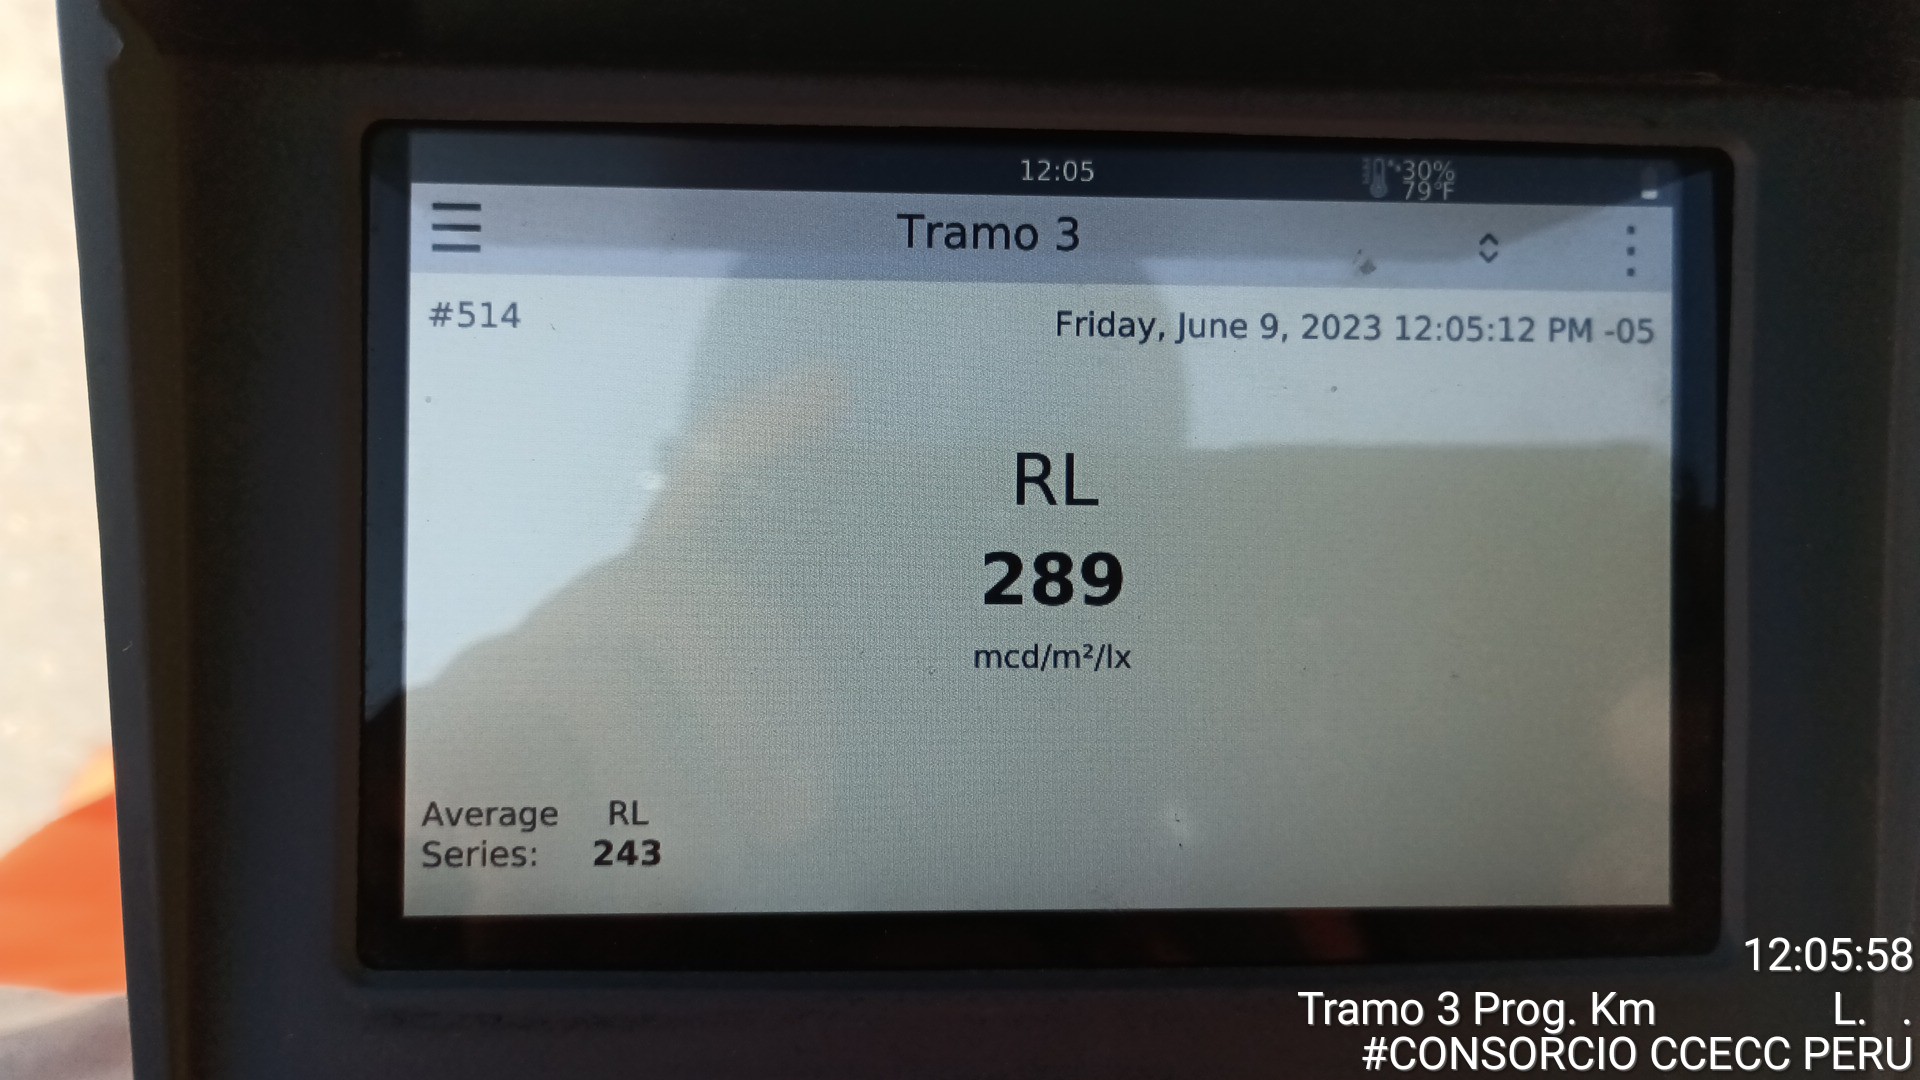 12:05
30%
79°F
Tramo 3
#514
Friday, June 9, 2023 12:05:12 PM -05
RL
289
mcd/m²/lx
Average RL
Series: 243
12:05:58
Tramo 3 Prog. Km L. .
#CONSORCIO CCECC PERU